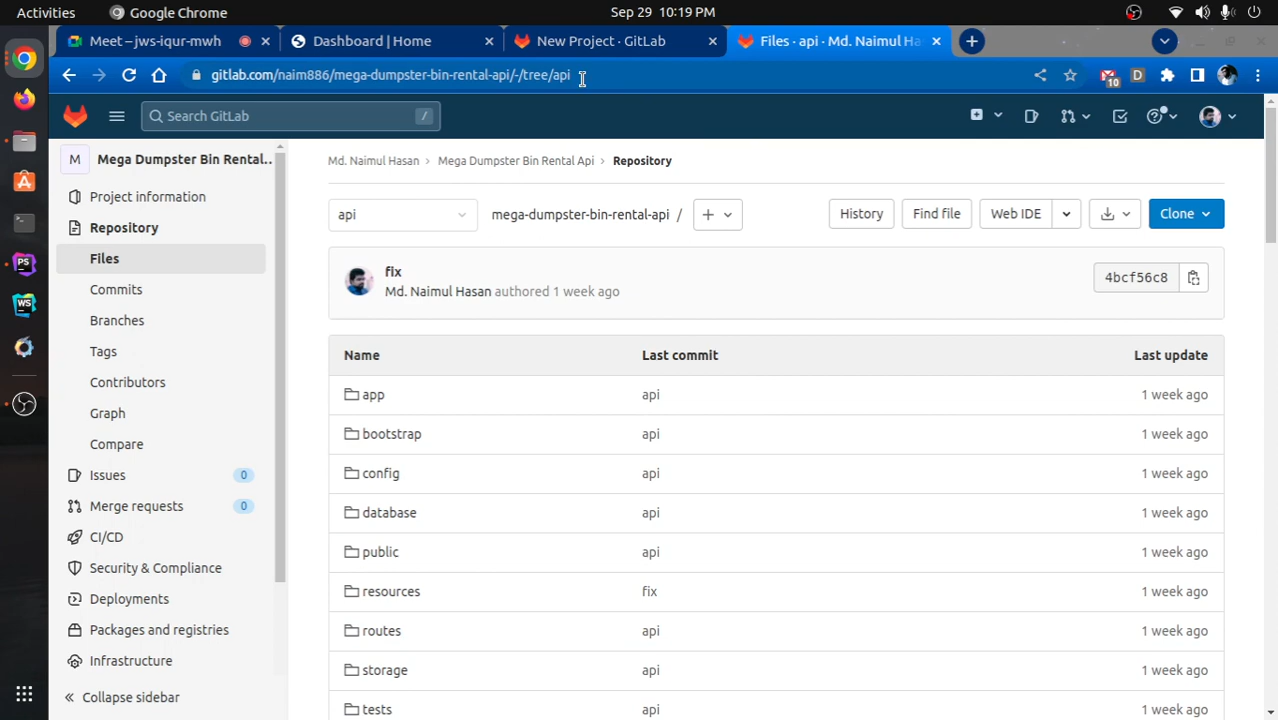 Activities Google Chrome Sep 29 10:19 PM
Meet – jws-iqur-mwh Dashboard | Home New Project · GitLab Files · api · Md. Naimul Ha
gitlab.com/naim886/mega-dumpster-bin-rental-api/-/tree/api 10 D
Search GitLab /
M Mega Dumpster Bin Rental...
Project information
Repository
Files
Commits
Branches
Tags
Contributors
Graph
Compare
Issues 0
Merge requests 0
CI/CD
Security & Compliance
Deployments
Packages and registries
Infrastructure
Collapse sidebar
Md. Naimul Hasan Mega Dumpster Bin Rental Api Repository
api mega-dumpster-bin-rental-api / + History Find file Web IDE Clone
fix
Md. Naimul Hasan authored 1 week ago 4bcf56c8
Name Last commit Last update
app api 1 week ago
bootstrap api 1 week ago
config api 1 week ago
database api 1 week ago
public api 1 week ago
resources fix 1 week ago
routes api 1 week ago
storage api 1 week ago
tests api 1 week ago
PS
WS